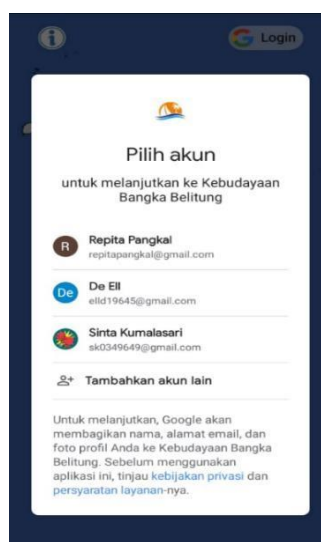 Login
Pilih akun
untuk melanjutkan ke Kebudayaan
Bangka Belitung
R
Repita Pangkal
repitapangkal@gmail.com
De
De Ell
elld19645@gmail.com
Sinta Kumalasari
sk0349649@gmail.com
Tambahkan akun lain
Untuk melanjutkan, Google akan
membagikan nama, alamat email, dan
foto profil Anda ke Kebudayaan Bangka
Belitung. Sebelum menggunakan
aplikasi ini, tinjau kebijakan privasi dan
persyaratan layanan-nya.